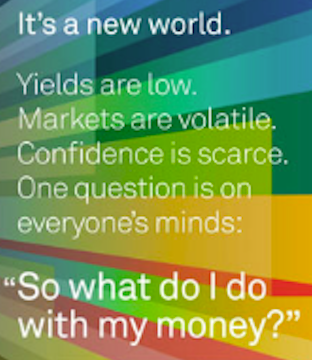 It's a new world.
Yields are low.
Markets are volatile.
Confidence is scarce.
One question is on
everyone's minds:
“So what do I do
with my money?”